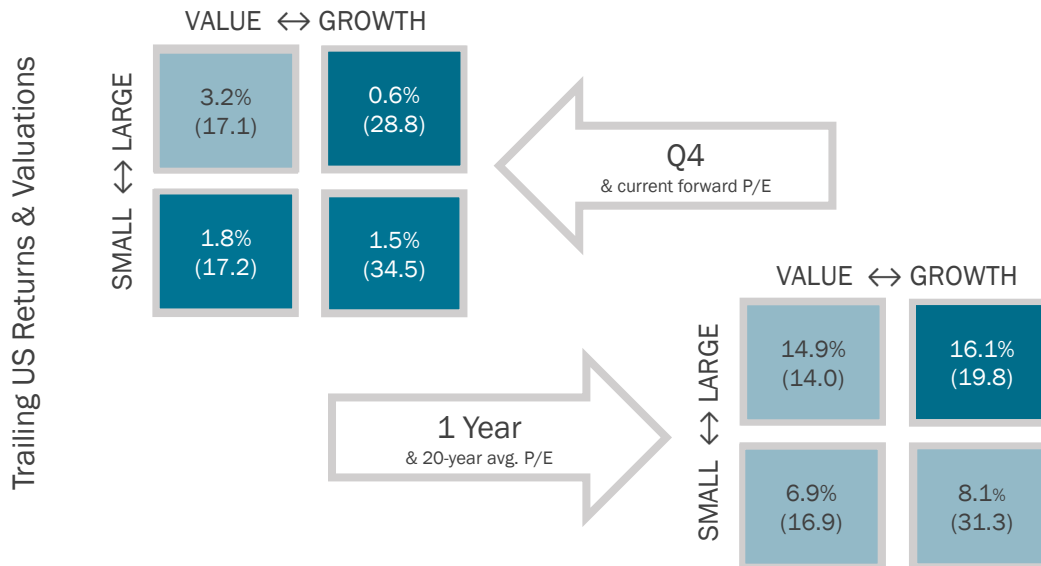 Trailing US Returns & Valuations
VALUE ↔ GROWTH
SMALL ↔ LARGE
3.2%
(17.1)
0.6%
(28.8)
1.8%
(17.2)
1.5%
(34.5)
Q4
& current forward P/E
1 Year
& 20-year avg. P/E
VALUE ↔ GROWTH
SMALL ↔ LARGE
14.9%
(14.0)
16.1%
(19.8)
6.9%
(16.9)
8.1%
(31.3)